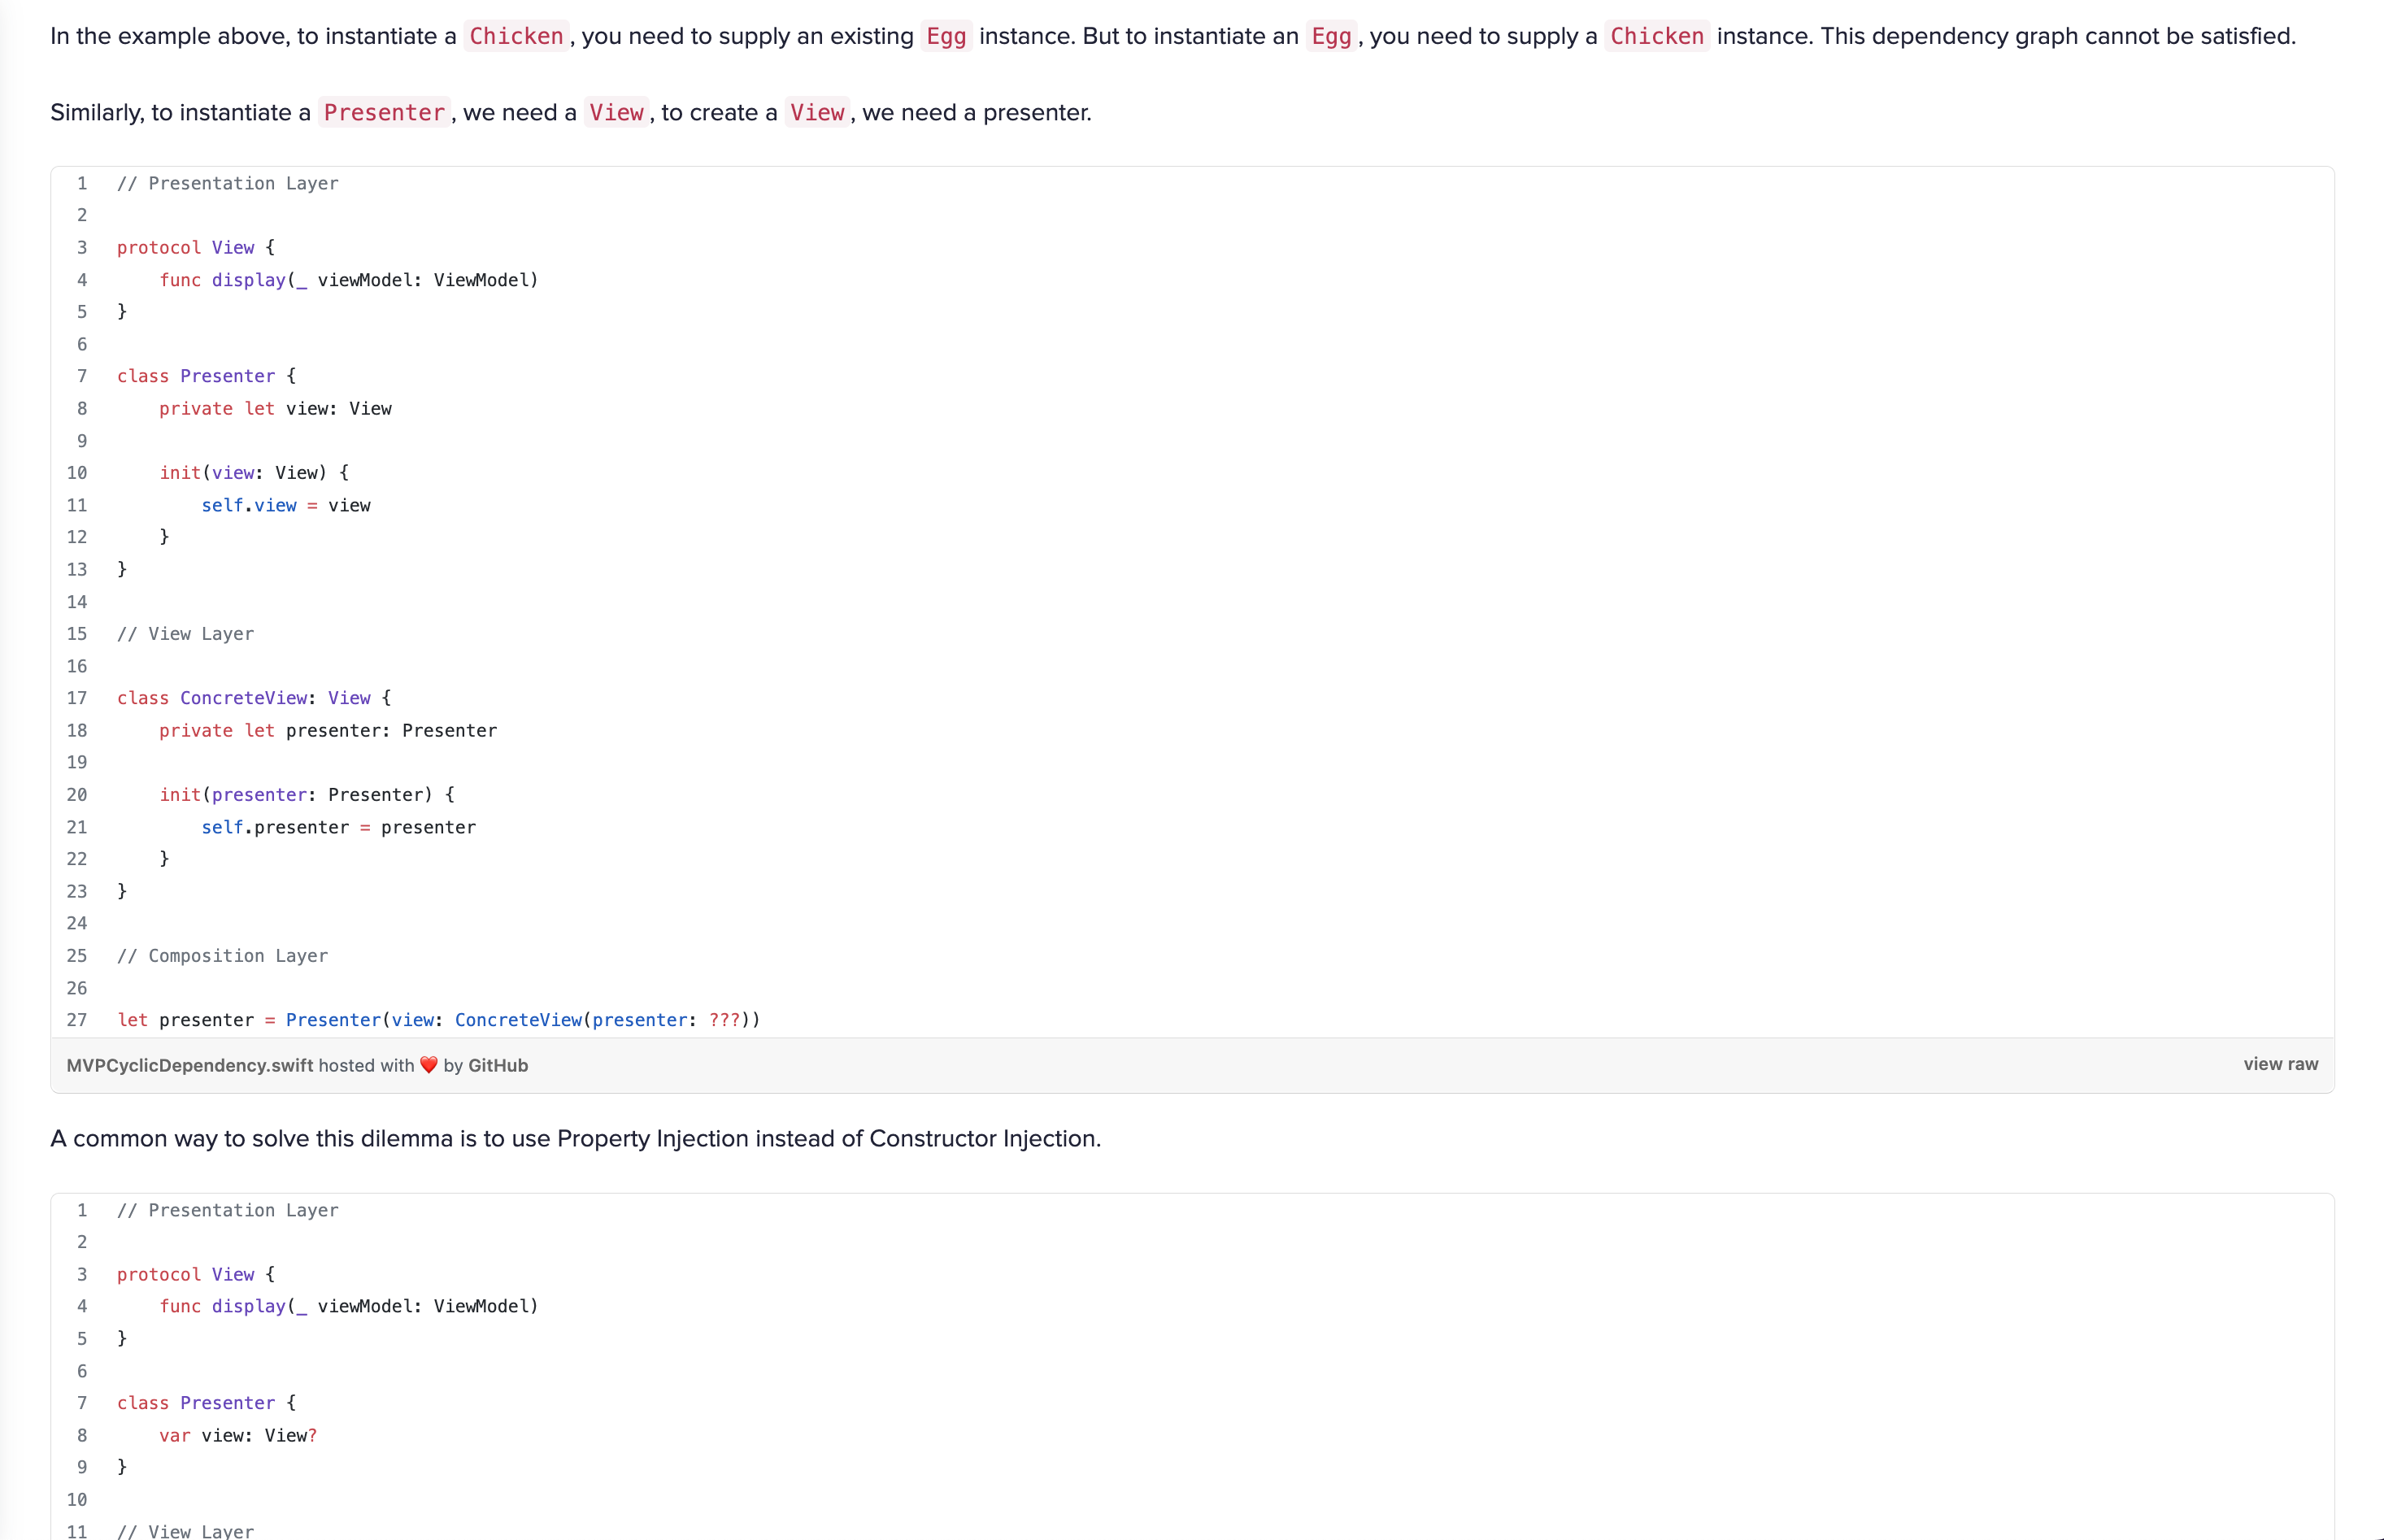 In the example above, to instantiate a Chicken, you need to supply an existing Egg instance. But to instantiate an Egg, you need to supply a Chicken instance. This dependency graph cannot be satisfied.
Similarly, to instantiate a Presenter, we need a View, to create a View, we need a presenter.
1 // Presentation Layer
2
3 protocol View {
4     func display(_ viewModel: ViewModel)
5 }
6
7 class Presenter {
8     private let view: View
9
10     init(view: View) {
11         self.view = view
12     }
13 }
14
15 // View Layer
16
17 class ConcreteView: View {
18     private let presenter: Presenter
19
20     init(presenter: Presenter) {
21         self.presenter = presenter
22     }
23 }
24
25 // Composition Layer
26
27 let presenter = Presenter(view: ConcreteView(presenter: ???))
MVPCyclicDependency.swift hosted with ❤ by GitHub view raw
A common way to solve this dilemma is to use Property Injection instead of Constructor Injection.
1 // Presentation Layer
2
3 protocol View {
4     func display(_ viewModel: ViewModel)
5 }
6
7 class Presenter {
8     var view: View?
9 }
10
11 // View Layer